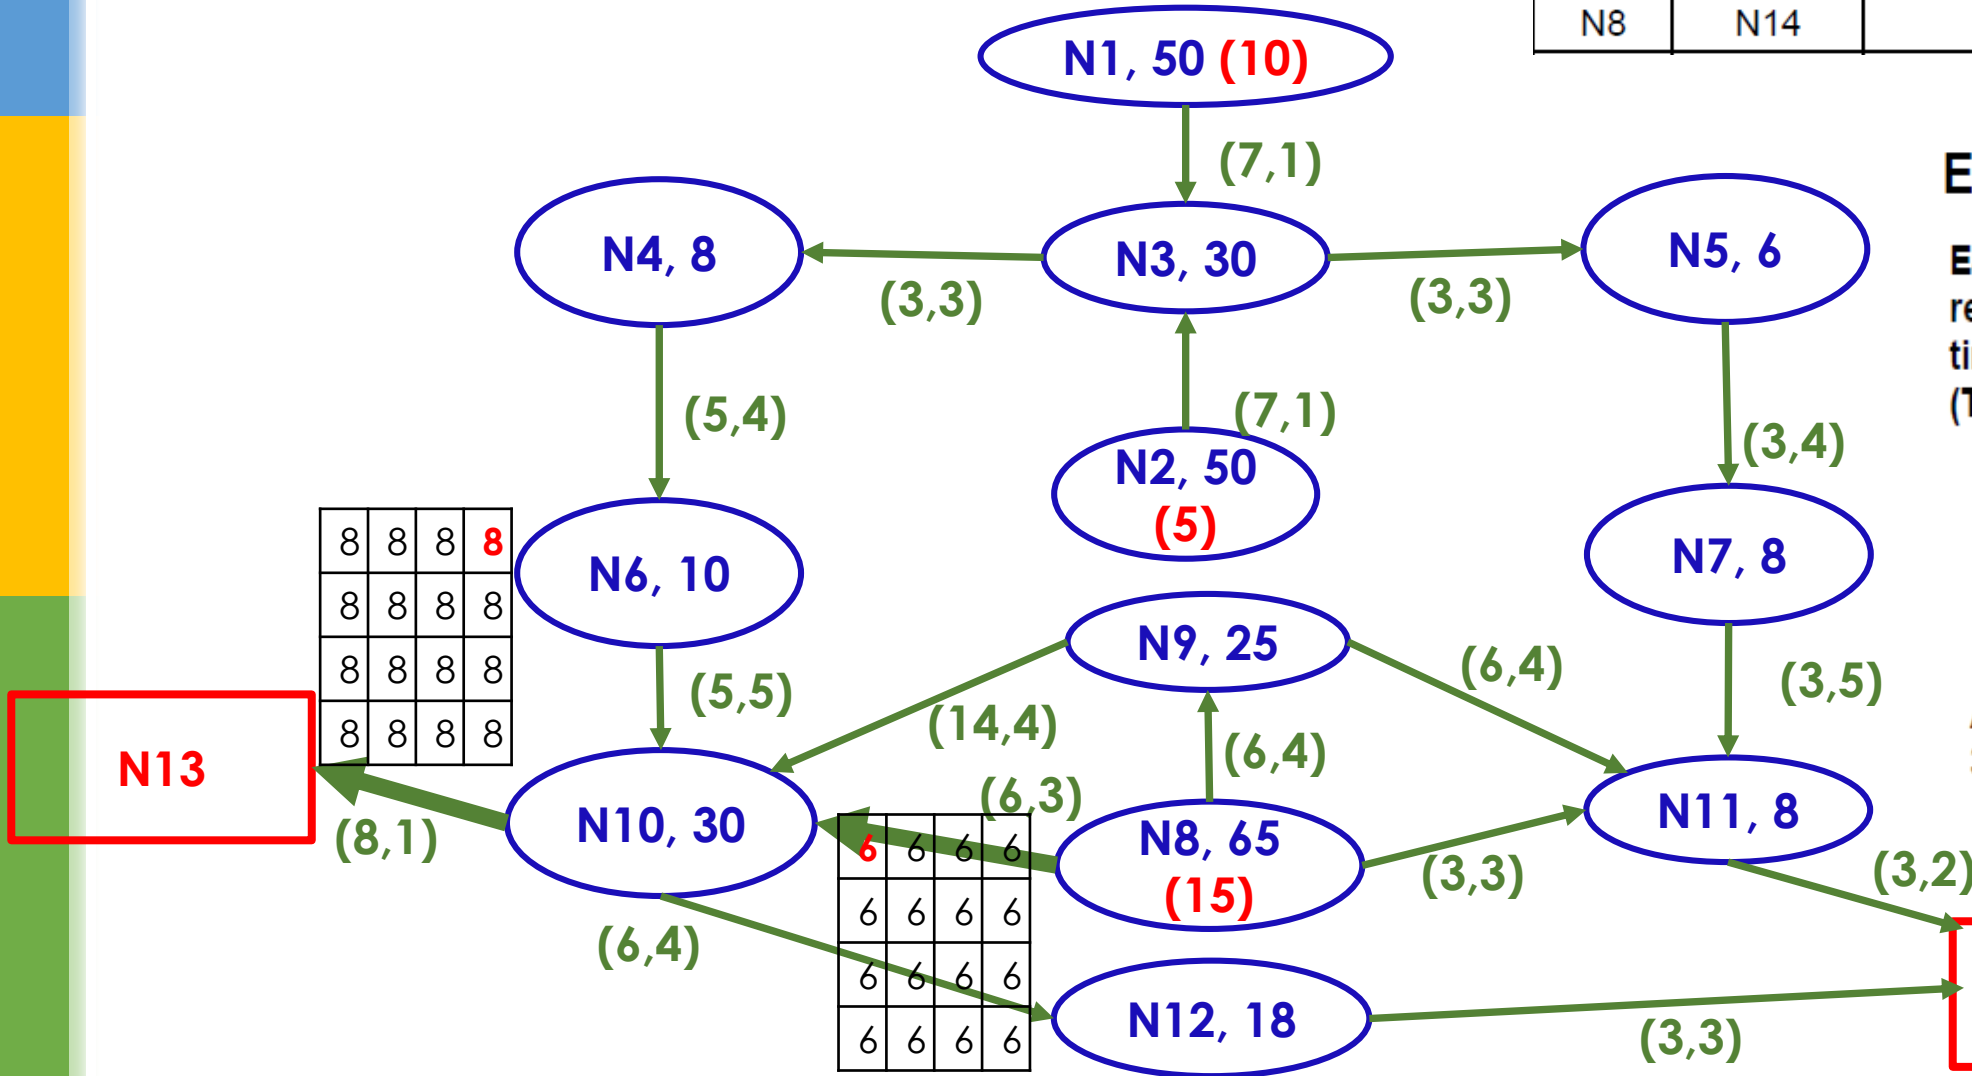 N8 N14
N1, 50 (10)
(7,1)
N4, 8
N3, 30
N5, 6
(3,3)
(3,3)
(5,4)
(7,1)
(3,4)
N2, 50
(5)
8 8 8 8
8 8 8 8
8 8 8 8
8 8 8 8
N6, 10
N7, 8
N9, 25
(5,5)
(14,4)
(6,4)
(6,4)
(3,5)
N13
(8,1)
N10, 30
(6,3)
N8, 65
(15)
N11, 8
(3,3)
(3,2)
6 6 6 6
6 6 6 6
6 6 6 6
6 6 6 6
(6,4)
N12, 18
(3,3)